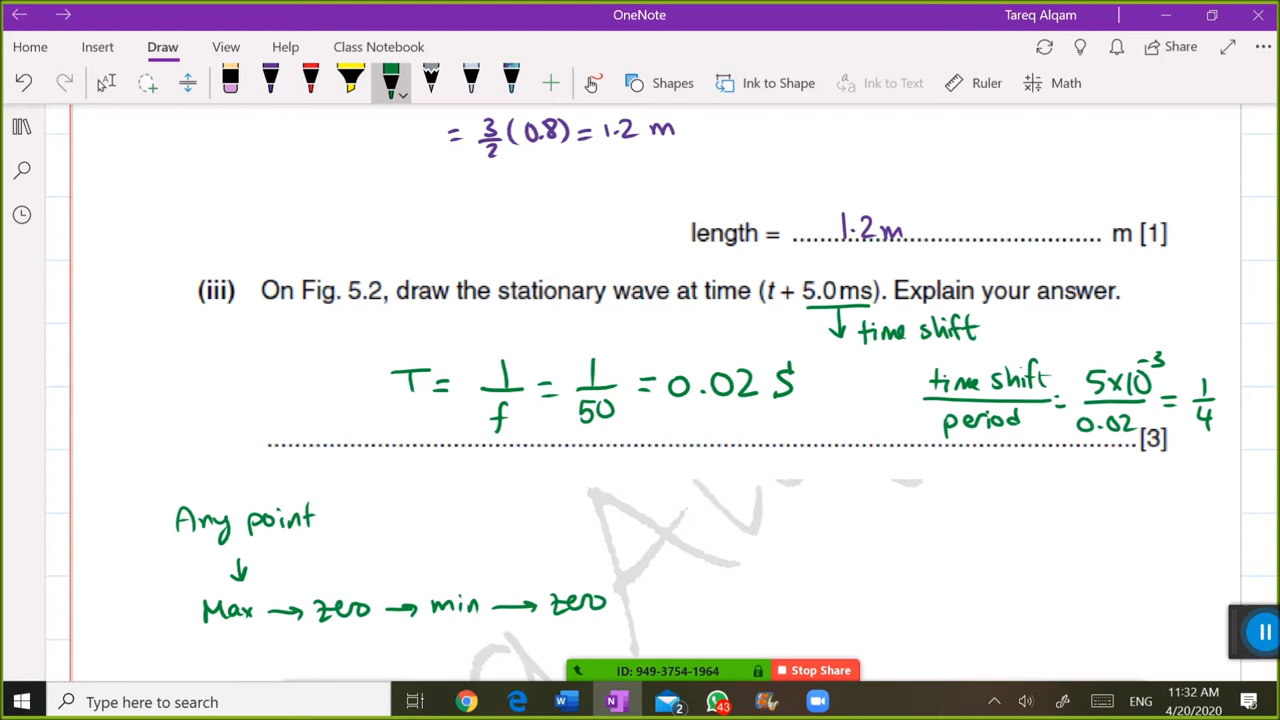 OneNote
Tareq Alqam
Home Insert Draw View Help Class Notebook Share
Shapes Ink to Shape Ink to Text Ruler Math
= 3/2 (0.8) = 1.2 m
length = 1.2 m m [1]
(iii) On Fig. 5.2, draw the stationary wave at time (t + 5.0 ms). Explain your answer.
↓ time shift
T = 1/f = 1/50 = 0.02 S
time shift/period = 5×10⁻³/0.02 = 1/4
[3]
Any point
↓
Max → zero → min → zero
ID: 949-3754-1964 Stop Share
Type here to search
2
43
ENG
11:32 AM
4/20/2020